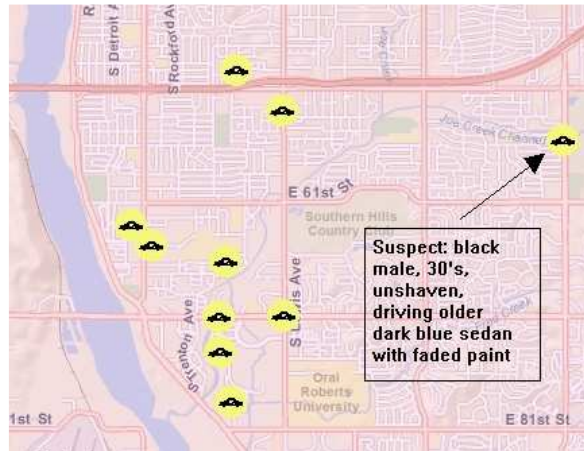 S Detroit A
S Rockford Av
Joe Creek Channel
E 61st St
Southern Hills
Country Club
Suspect: black
male, 30's,
unshaven,
driving older
dark blue sedan
with faded paint
S Trenton Ave
S Lewis Ave
Creek
Oral
Roberts
University
1st St
E 81st St